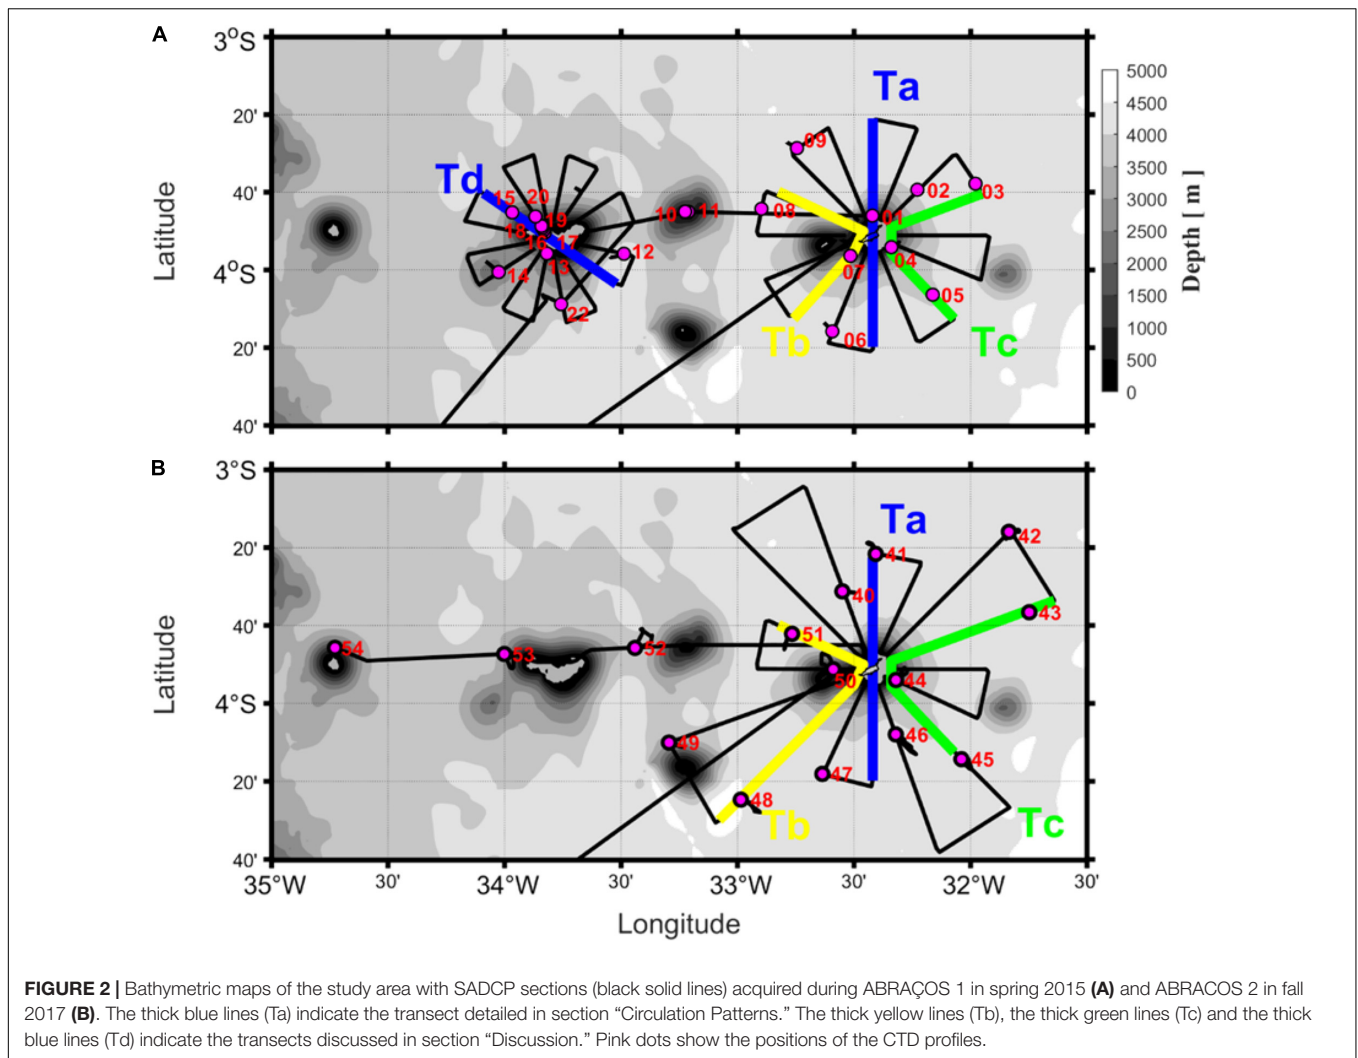 A
3°S
20'
40'
4°S
20'
40'
Latitude
Ta
Td
Tb
Tc
09
02
03
15
20
19
18
16
17
10
11
08
01
12
14
13
07
04
05
22
06
5000
4500
4000
3500
3000
2500
2000
1500
1000
500
0
Depth [ m ]
B
3°S
20'
40'
4°S
20'
40'
Latitude
Ta
Tb
Tc
41
42
40
43
51
54
53
52
50
44
49
46
45
47
48
35°W
30'
34°W
30'
33°W
30'
32°W
30'
Longitude
FIGURE 2 | Bathymetric maps of the study area with SADCP sections (black solid lines) acquired during ABRAÇOS 1 in spring 2015 (A) and ABRACOS 2 in fall
2017 (B). The thick blue lines (Ta) indicate the transect detailed in section “Circulation Patterns.” The thick yellow lines (Tb), the thick green lines (Tc) and the thick
blue lines (Td) indicate the transects discussed in section “Discussion.” Pink dots show the positions of the CTD profiles.